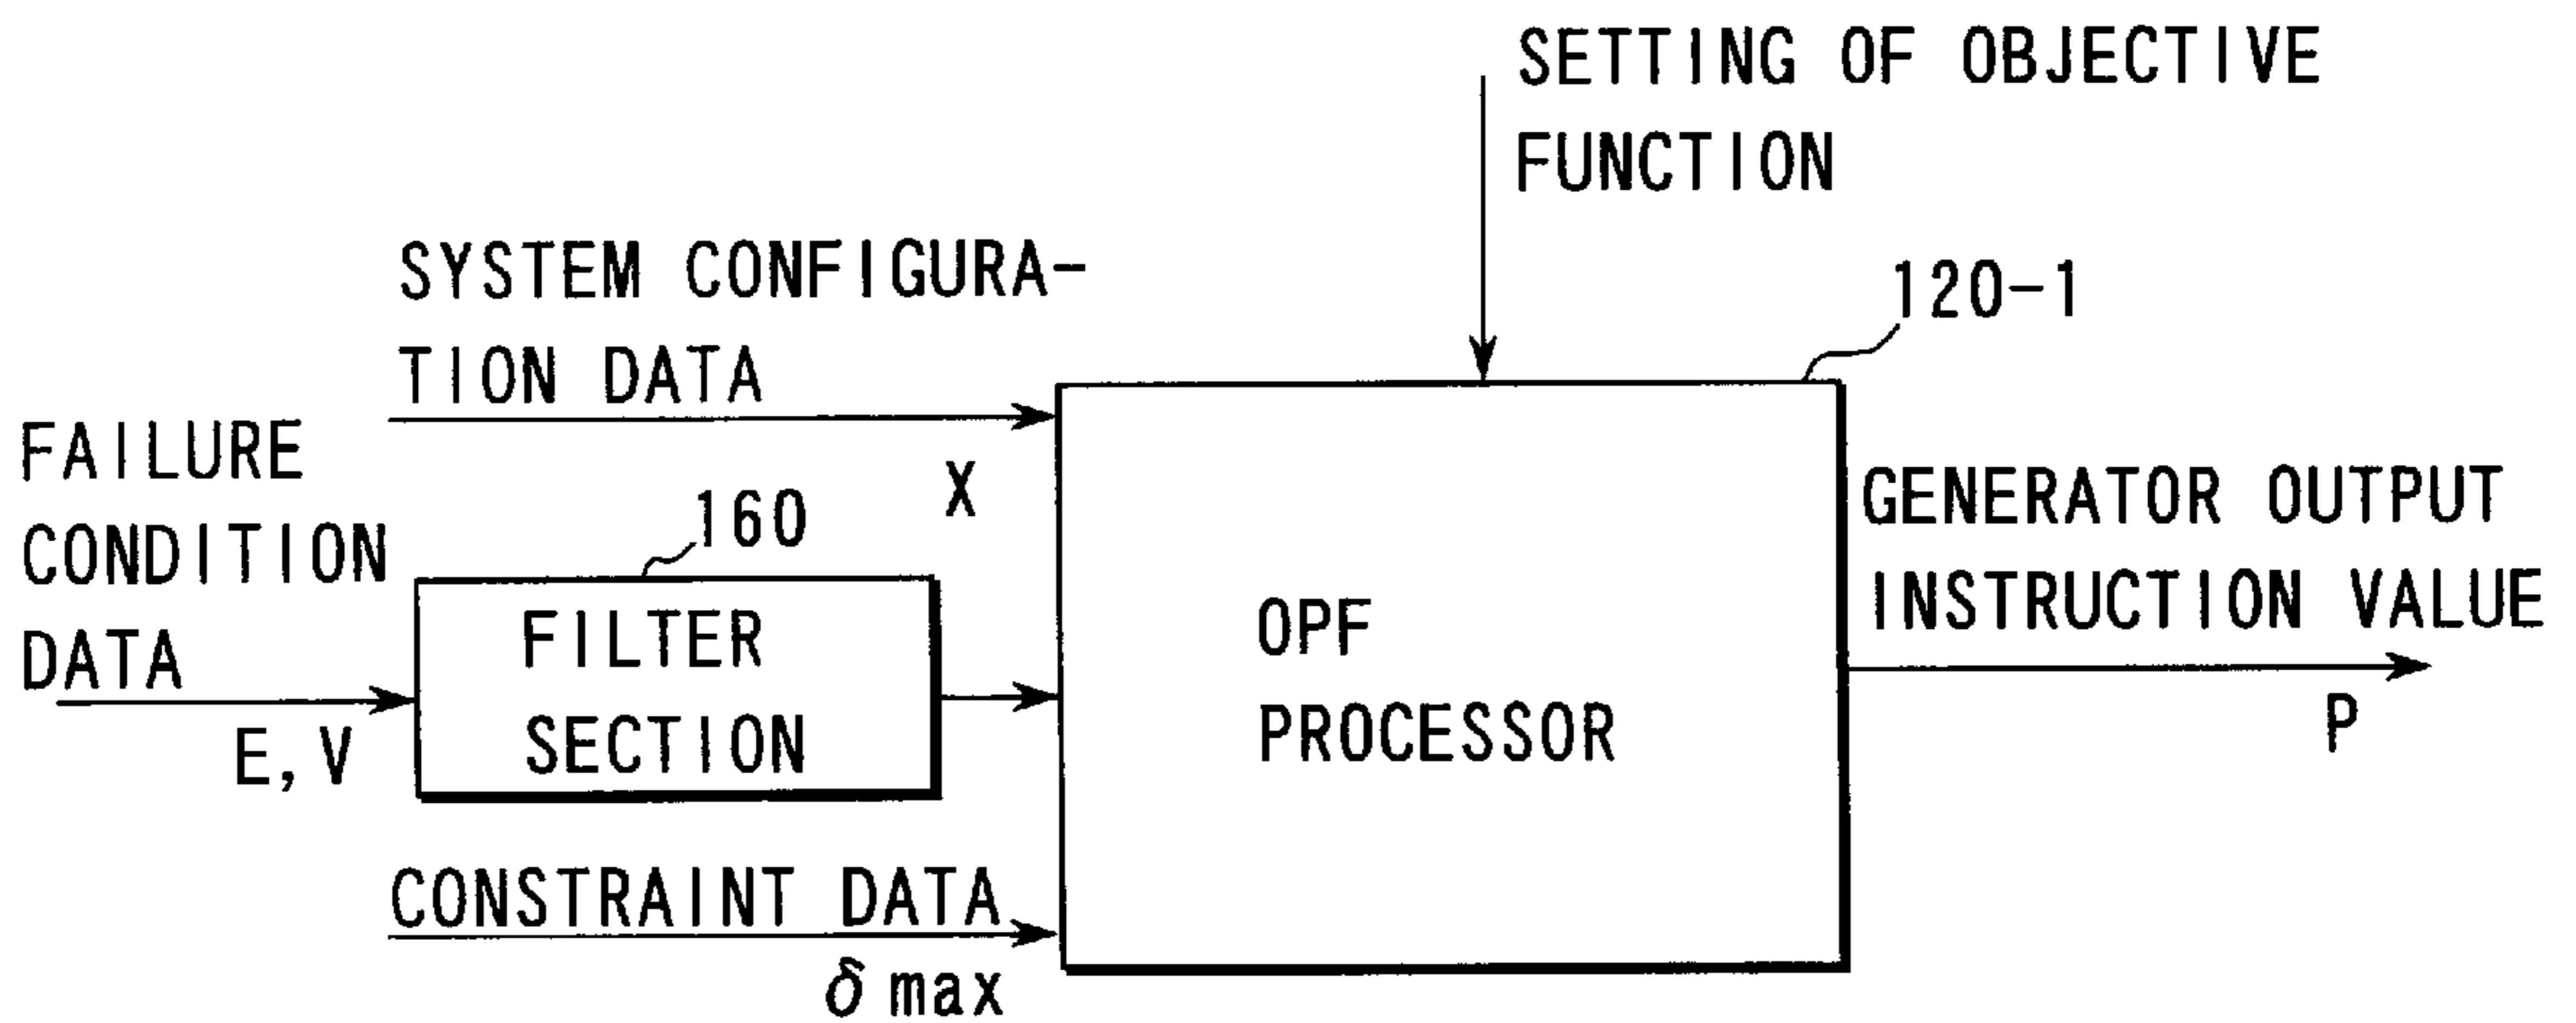 SETTING OF OBJECTIVE
FUNCTION
SYSTEM CONFIGURA-
TION DATA
X
120-1
FAILURE
CONDITION
DATA
E, V
160
FILTER
SECTION
OPF
PROCESSOR
GENERATOR OUTPUT
INSTRUCTION VALUE
P
CONSTRAINT DATA
δ max